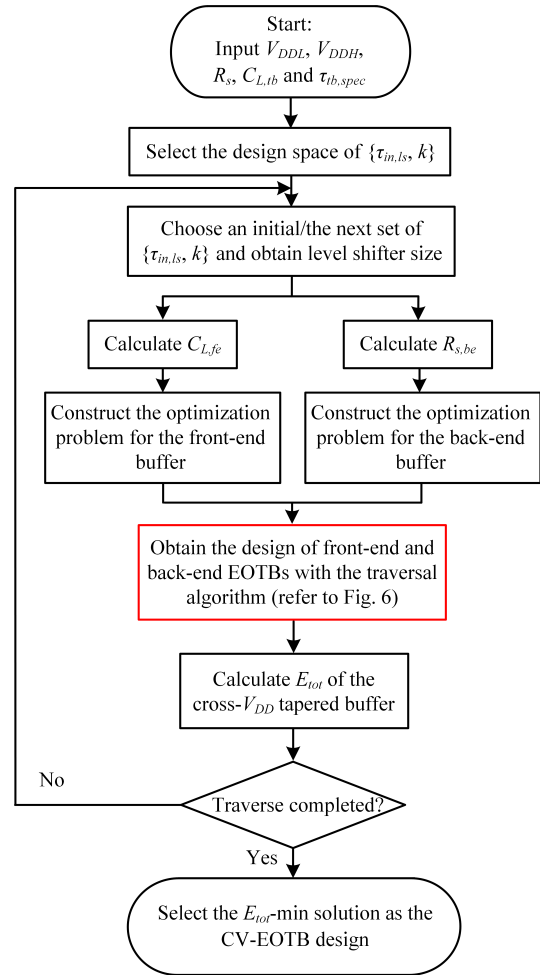 Start:
Input V_DDL, V_DDH,
R_s, C_L,tb and τ_tb,spec
Select the design space of {τ_in,ls, k}
Choose an initial/the next set of
{τ_in,ls, k} and obtain level shifter size
Calculate C_L,fe
Calculate R_s,be
Construct the optimization
problem for the front-end
buffer
Construct the optimization
problem for the back-end
buffer
Obtain the design of front-end and
back-end EOTBs with the traversal
algorithm (refer to Fig. 6)
Calculate E_tot of the
cross-V_DD tapered buffer
No
Traverse completed?
Yes
Select the E_tot-min solution as the
CV-EOTB design